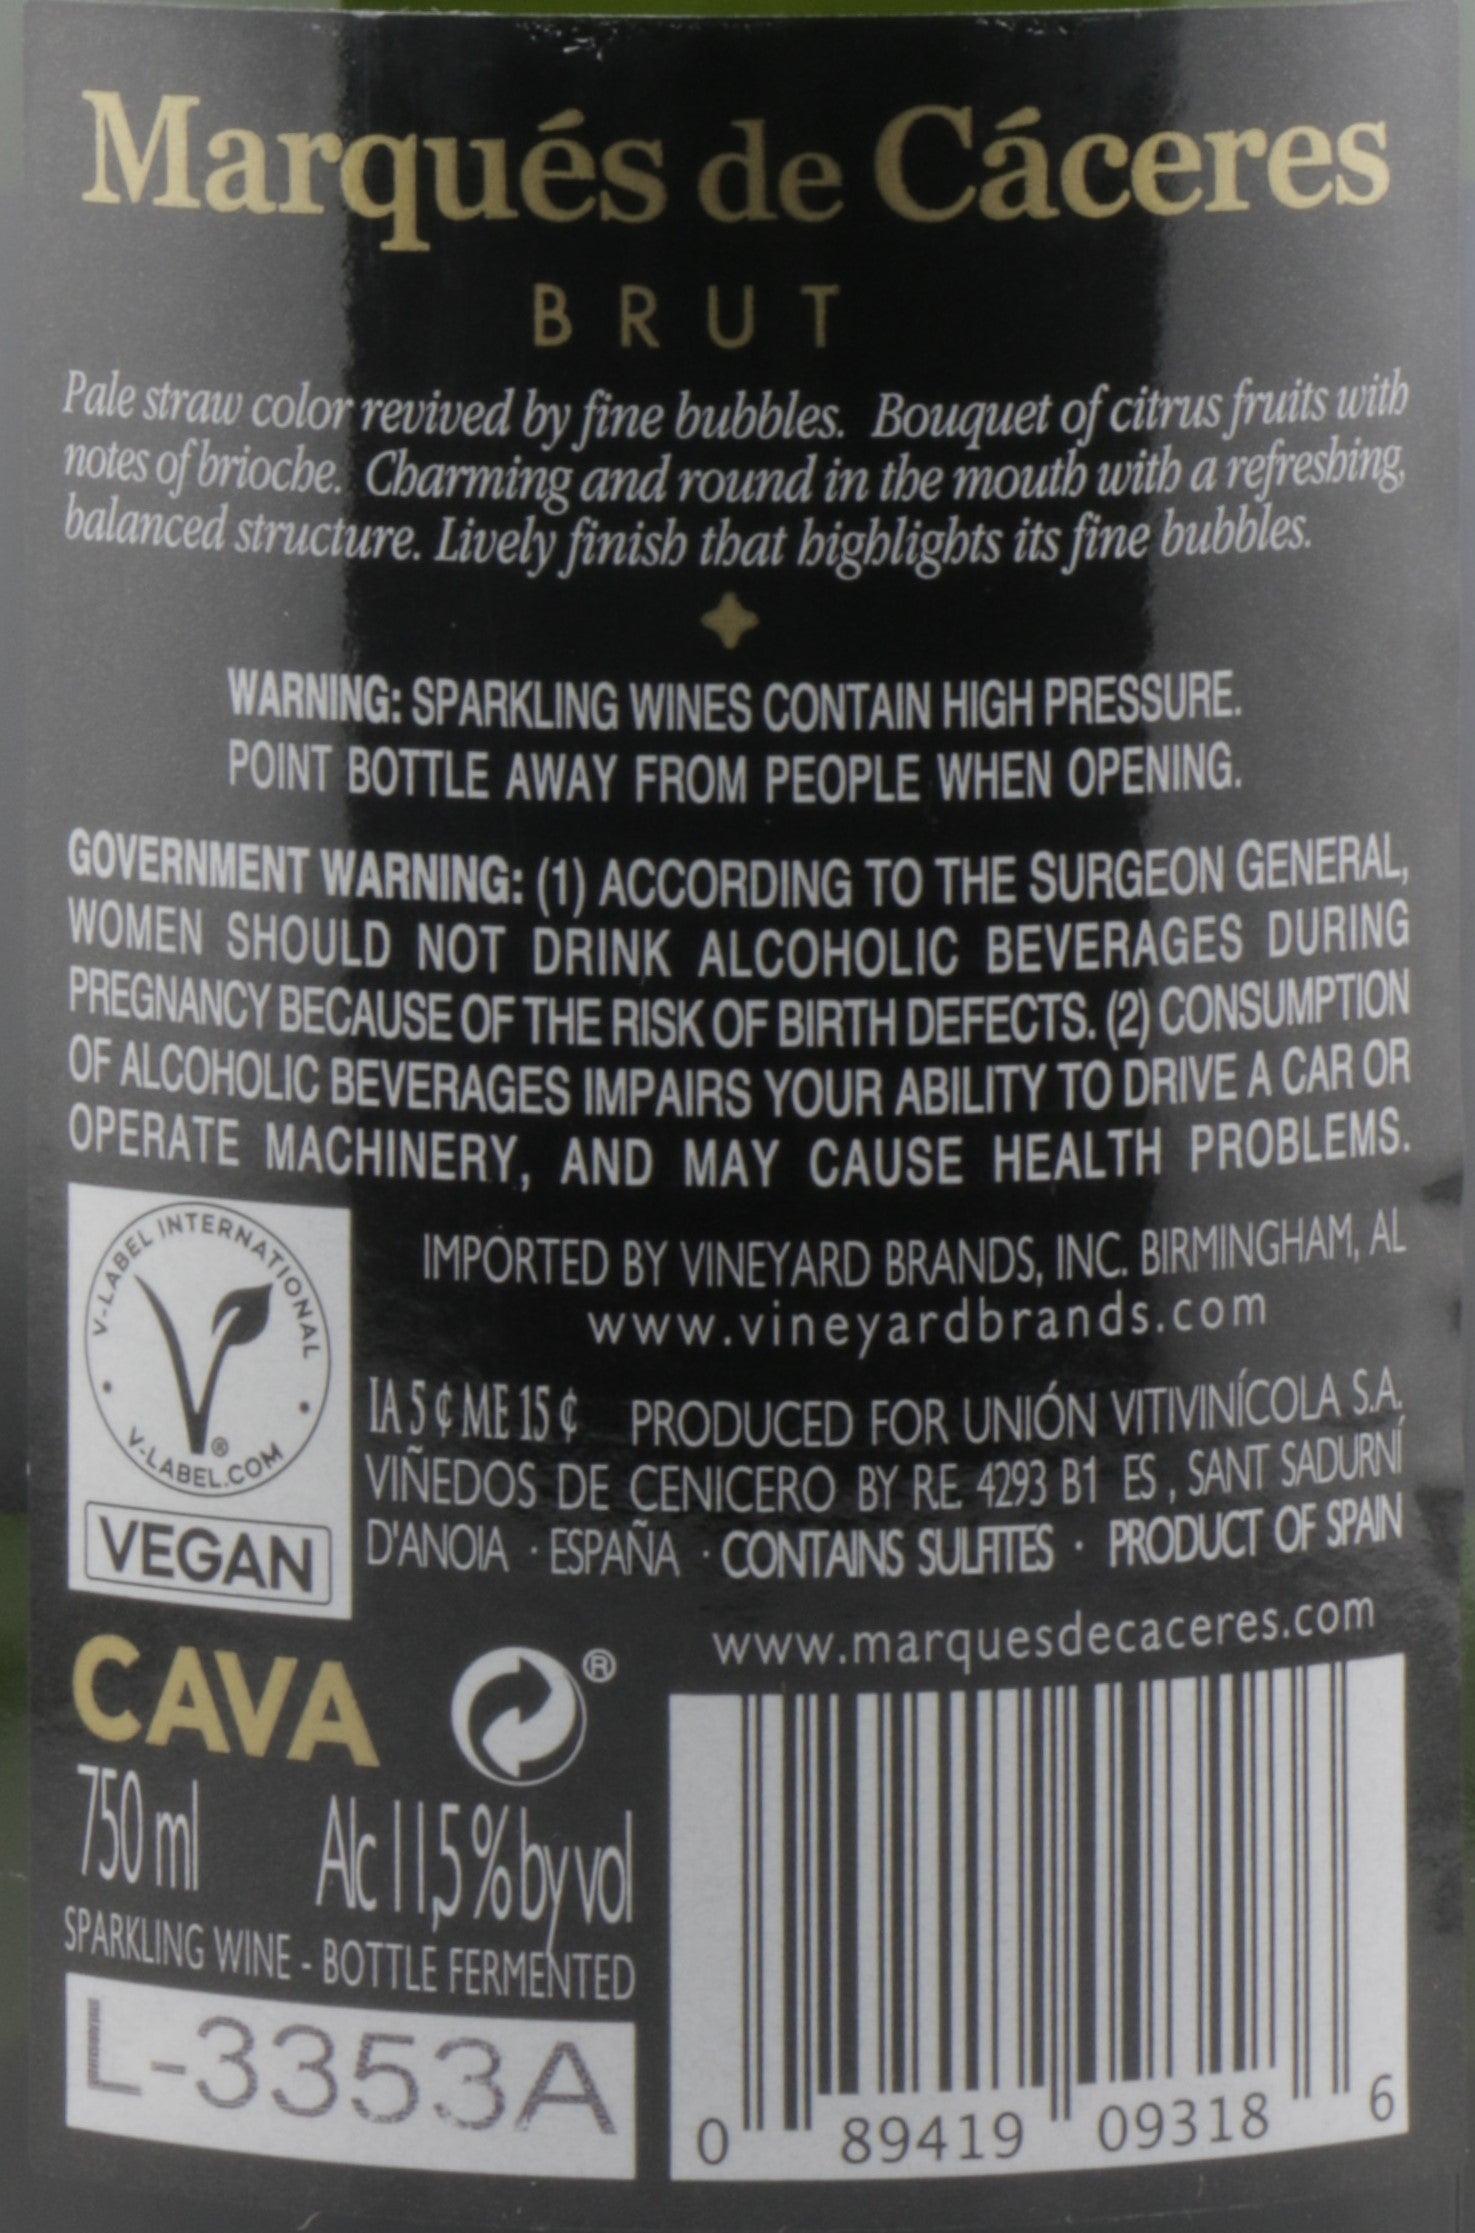 Marqués de Cáceres
BRUT
Pale straw color revived by fine bubbles. Bouquet of citrus fruits with
notes of brioche. Charming and round in the mouth with a refreshing,
balanced structure. Lively finish that highlights its fine bubbles.
WARNING: SPARKLING WINES CONTAIN HIGH PRESSURE.
POINT BOTTLE AWAY FROM PEOPLE WHEN OPENING.
GOVERNMENT WARNING: (1) ACCORDING TO THE SURGEON GENERAL,
WOMEN SHOULD NOT DRINK ALCOHOLIC BEVERAGES DURING
PREGNANCY BECAUSE OF THE RISK OF BIRTH DEFECTS. (2) CONSUMPTION
OF ALCOHOLIC BEVERAGES IMPAIRS YOUR ABILITY TO DRIVE A CAR OR
OPERATE MACHINERY, AND MAY CAUSE HEALTH PROBLEMS.
V-LABEL INTERNATIONAL
V-LABEL.COM
®
VEGAN
IMPORTED BY VINEYARD BRANDS, INC. BIRMINGHAM, AL
www.vineyardbrands.com
IA 5 ¢ ME 15 ¢ PRODUCED FOR UNIÓN VITIVINÍCOLA S.A.
VIÑEDOS DE CENICERO BY RE 4293 B1 ES , SANT SADURNÍ
D'ANOIA · ESPAÑA · CONTAINS SULFITES · PRODUCT OF SPAIN
www.marquesdecaceres.com
CAVA ®
750 ml Alc 11,5 % by vol
SPARKLING WINE - BOTTLE FERMENTED
L-3353A
0 89419 09318 6